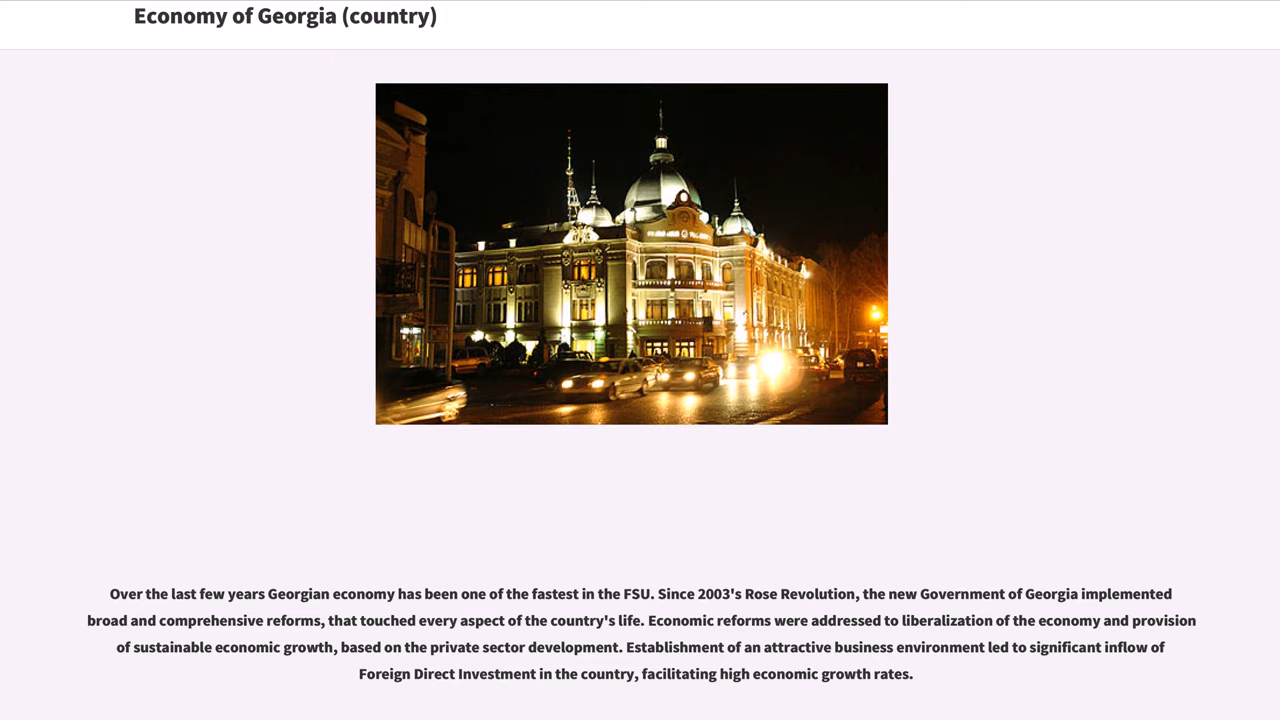 Economy of Georgia (country)
Over the last few years Georgian economy has been one of the fastest in the FSU. Since 2003's Rose Revolution, the new Government of Georgia implemented
broad and comprehensive reforms, that touched every aspect of the country's life. Economic reforms were addressed to liberalization of the economy and provision
of sustainable economic growth, based on the private sector development. Establishment of an attractive business environment led to significant inflow of
Foreign Direct Investment in the country, facilitating high economic growth rates.